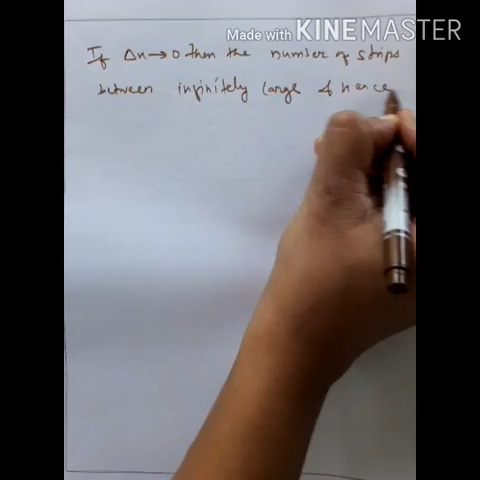 Made with KINEMASTER
If Δx→0 then the number of strips
between infinitely large & hence